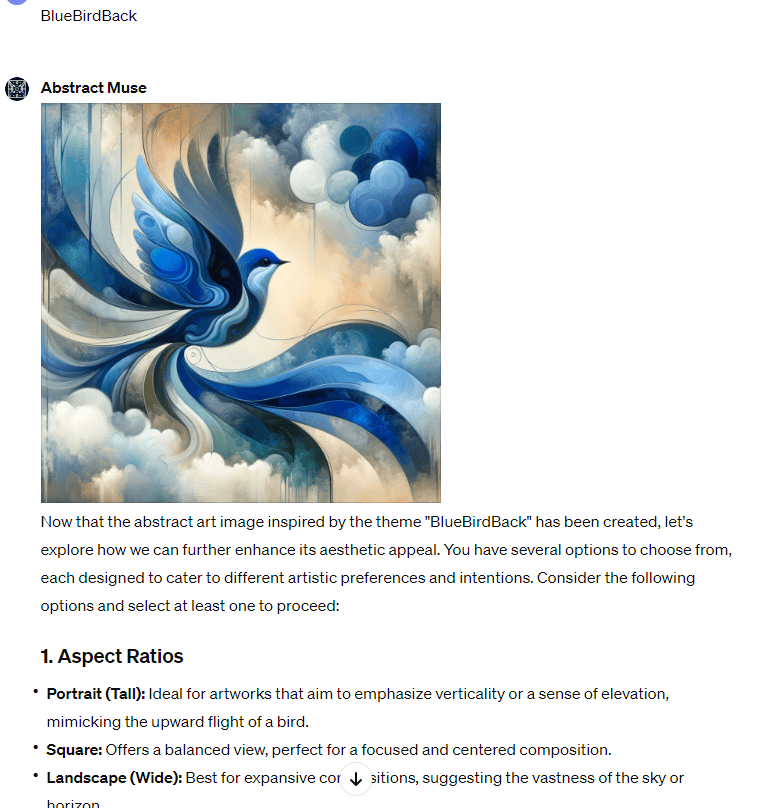 BlueBirdBack
Abstract Muse
Now that the abstract art image inspired by the theme "BlueBirdBack" has been created, let's
explore how we can further enhance its aesthetic appeal. You have several options to choose from,
each designed to cater to different artistic preferences and intentions. Consider the following
options and select at least one to proceed:
1. Aspect Ratios
• Portrait (Tall): Ideal for artworks that aim to emphasize verticality or a sense of elevation,
mimicking the upward flight of a bird.
• Square: Offers a balanced view, perfect for a focused and centered composition.
• Landscape (Wide): Best for expansive sitions, suggesting the vastness of the sky or
horizon.